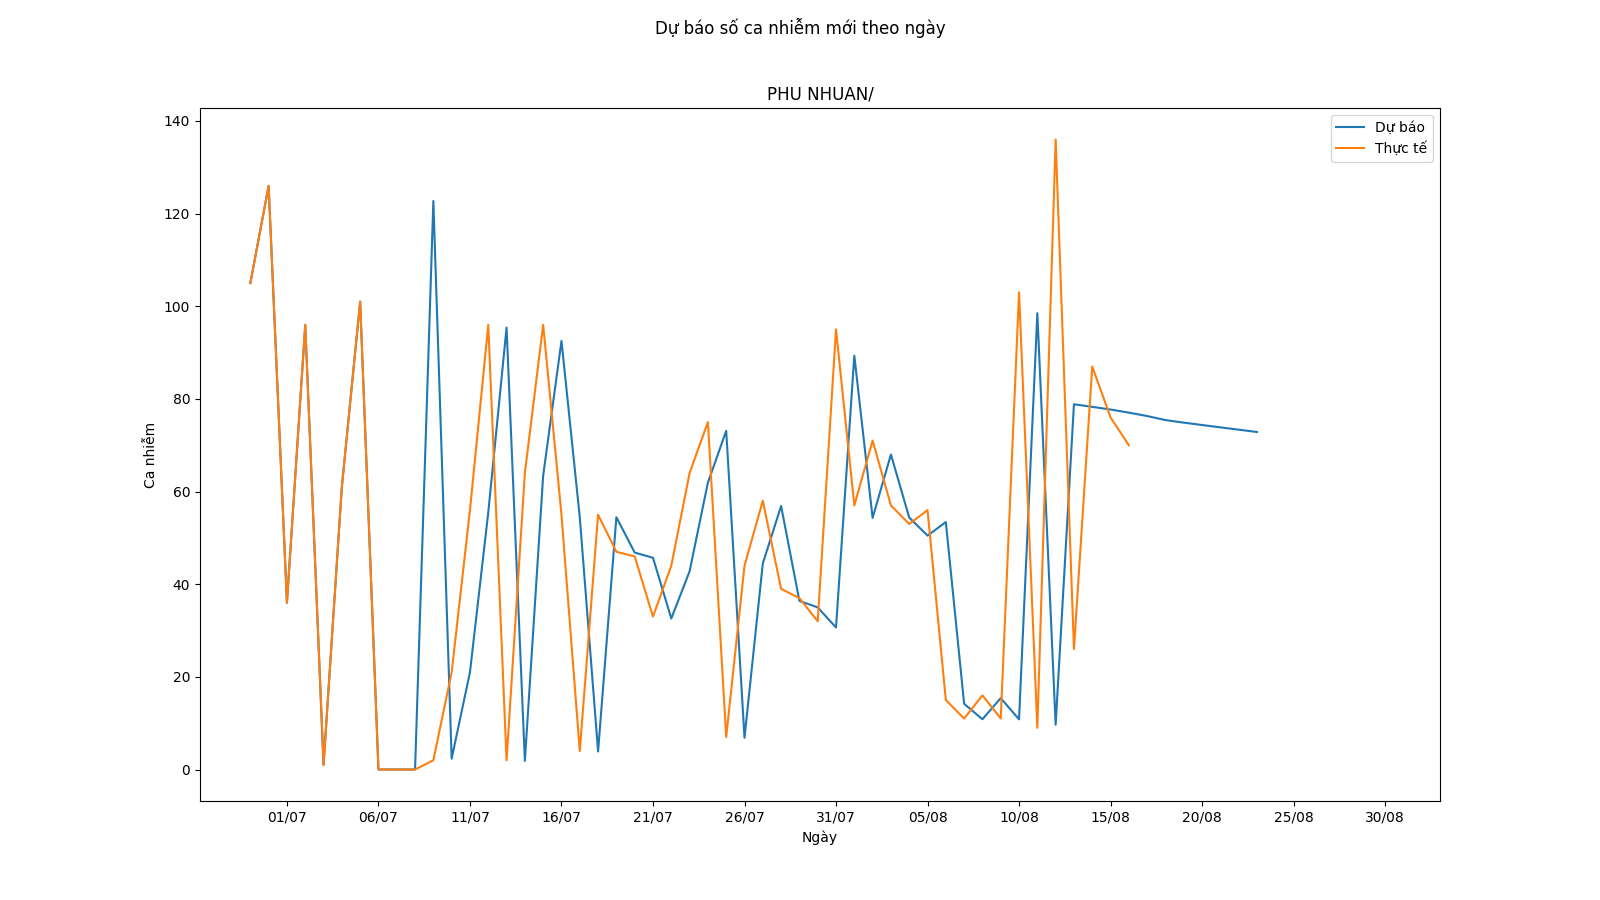 Dự báo số ca nhiễm mới theo ngày
PHU NHUAN/
Dự báo
Thực tế
140
120
100
80
60
40
20
0
Ca nhiễm
01/07 06/07 11/07 16/07 21/07 26/07 31/07 05/08 10/08 15/08 20/08 25/08 30/08
Ngày